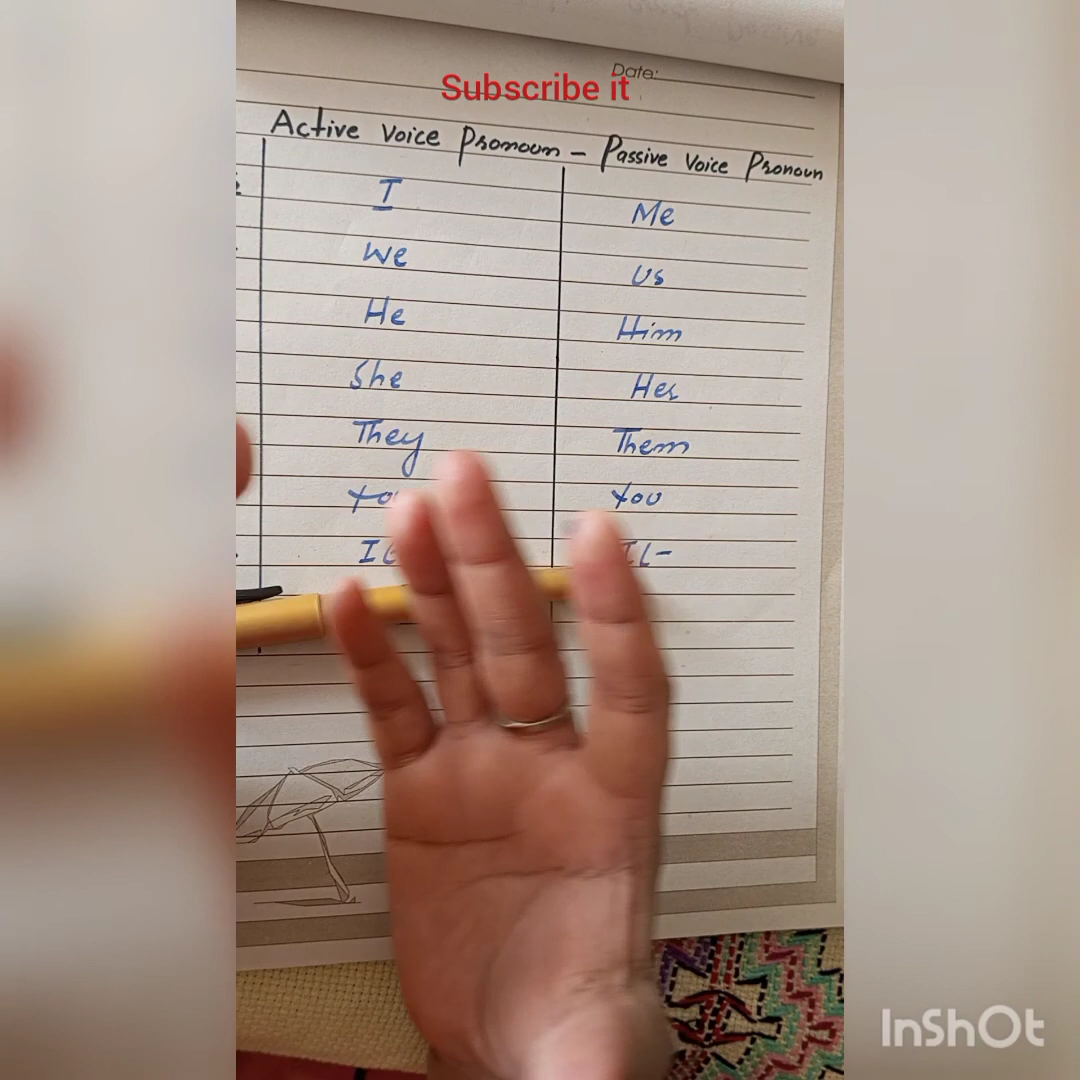 Date:
Subscribe it
Active Voice Pronoun - Passive Voice Pronoun
I Me
We Us
He Him
She Her
They Them
You
It-
InShOt